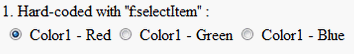 1. Hard-coded with "f:selectItem" :
Color1 - Red Color1 - Green Color1 - Blue